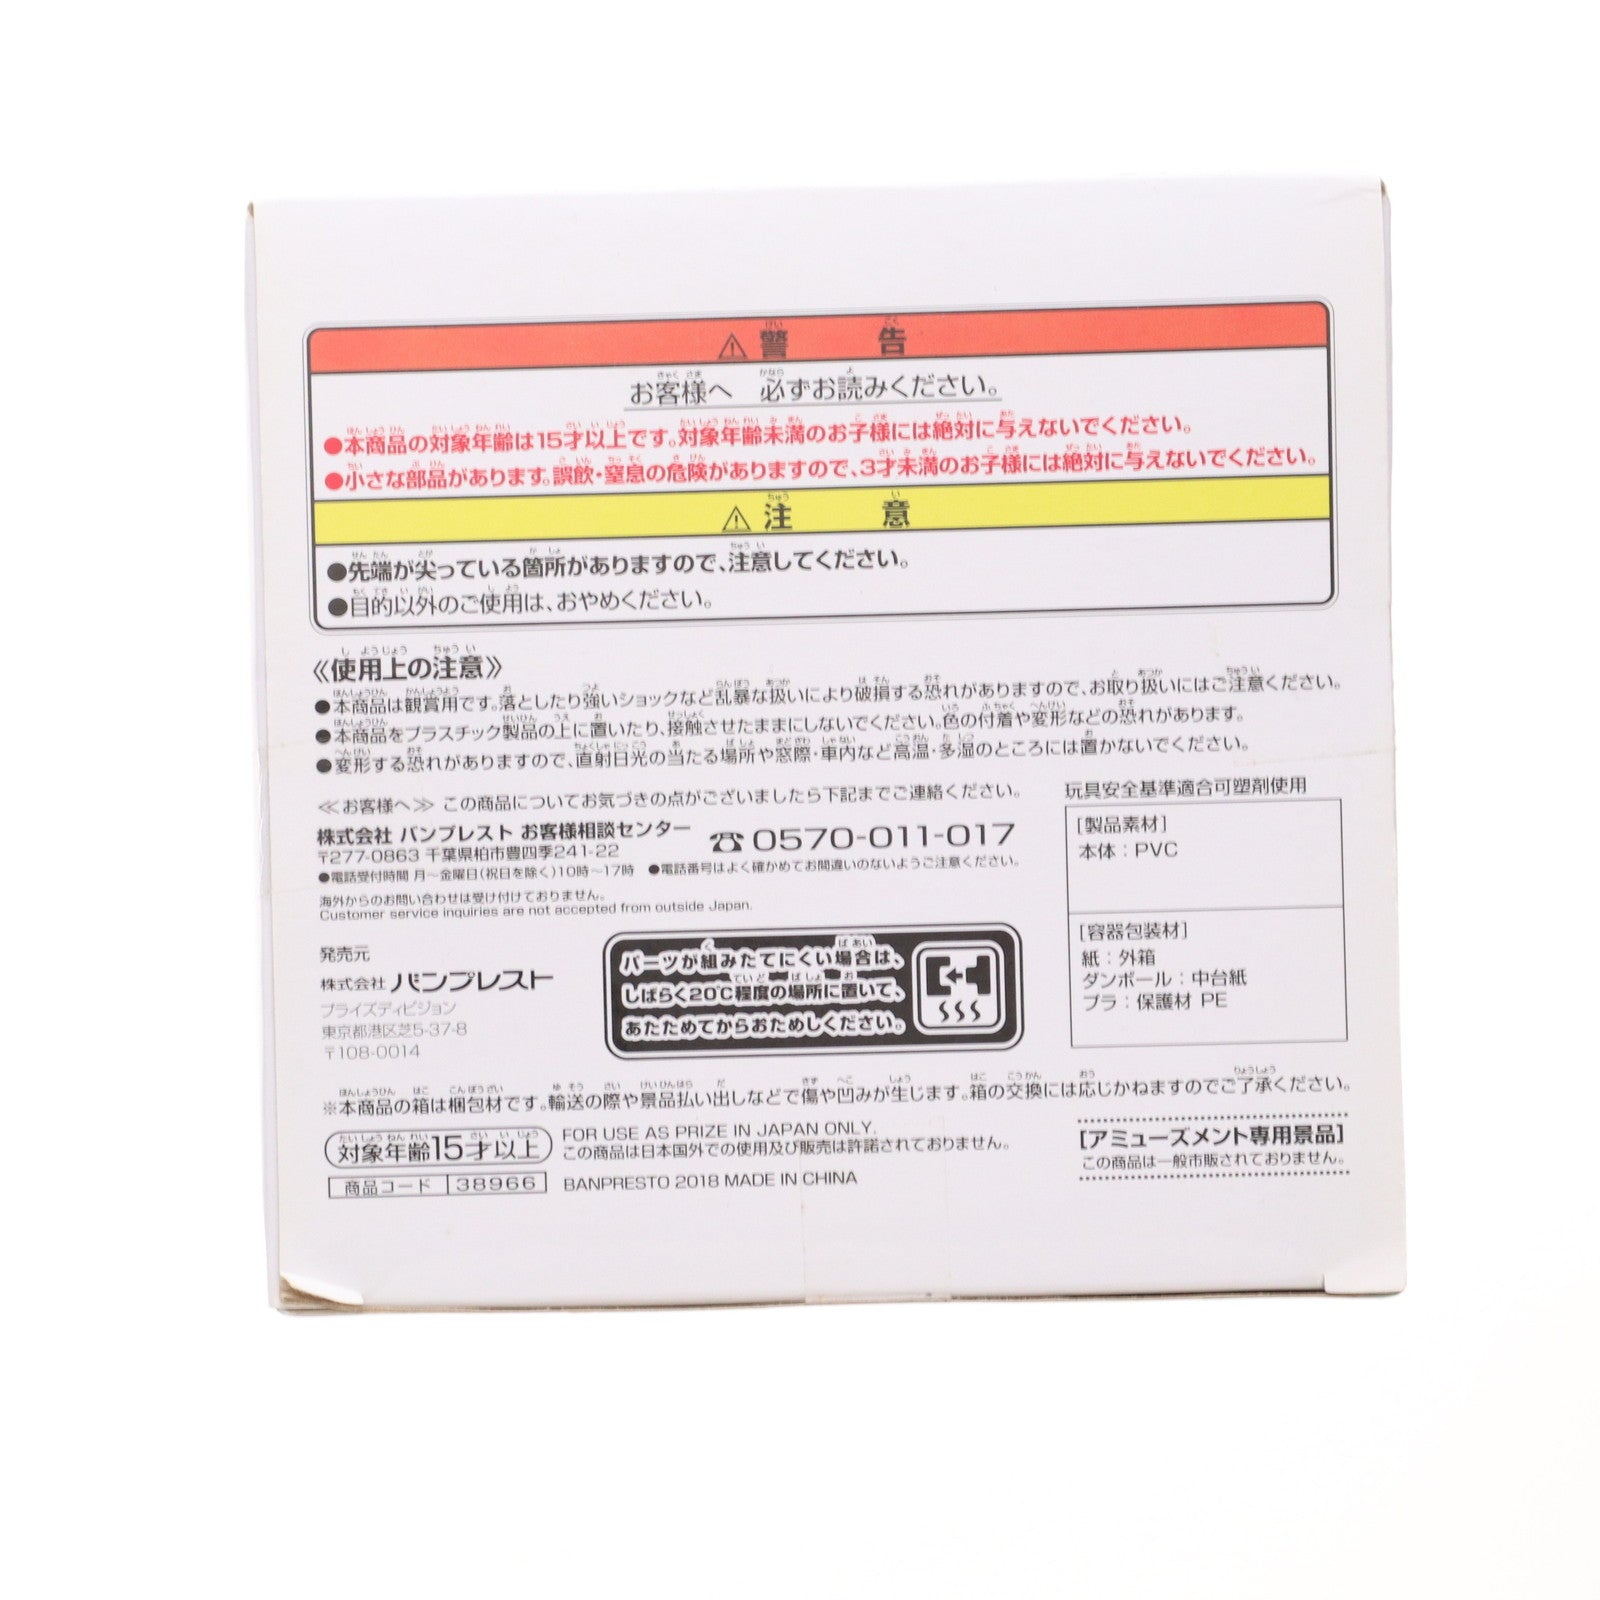 ⚠警告
お客様へ 必ずお読みください。
●本商品の対象年齢は15才以上です。対象年齢未満のお子様には絶対に与えないでください。
●小さな部品があります。誤飲・窒息の危険がありますので、3才未満のお子様には絶対に与えないでください。
⚠注意
●先端が尖っている箇所がありますので、注意してください。
●目的以外のご使用は、おやめください。
《使用上の注意》
●本商品は観賞用です。落としたり強いショックなど乱暴な扱いにより破損する恐れがありますので、お取り扱いにはご注意ください。
●本商品をプラスチック製品の上に置いたり、接触させたままにしないでください。色の付着や変形などの恐れがあります。
●変形する恐れがありますので、直射日光の当たる場所や窓際・車内など高温・多湿のところには置かないでください。
≪お客様へ≫ この商品についてお気づきの点がございましたら下記までご連絡ください。
株式会社 バンプレスト お客様相談センター ☎0570-011-017
〒277-0863 千葉県柏市豊四季241-22
●電話受付時間 月～金曜日(祝日を除く)10時～17時 ●電話番号はよく確かめてお間違いのないようご注意ください。
海外からのお問い合わせは受け付けておりません。
Customer service inquiries are not accepted from outside Japan.
玩具安全基準適合可塑剤使用
[製品素材]
本体：PVC
[容器包装材]
紙：外箱
ダンボール：中台紙
プラ：保護材 PE
発売元
株式会社 バンプレスト
プライズディビジョン
東京都港区芝5-37-8
〒108-0014
パーツが組みたてにくい場合は、
しばらく20℃程度の場所に置いて、
あたためてからおためしください。
※本商品の箱は梱包材です。輸送の際や景品払い出しなどで傷や凹みが生じます。箱の交換には応じかねますのでご了承ください。
対象年齢15才以上
FOR USE AS PRIZE IN JAPAN ONLY.
この商品は日本国外での使用及び販売は許諾されておりません。
商品コード 38966
BANPRESTO 2018 MADE IN CHINA
[アミューズメント専用景品]
この商品は一般市販されておりません。